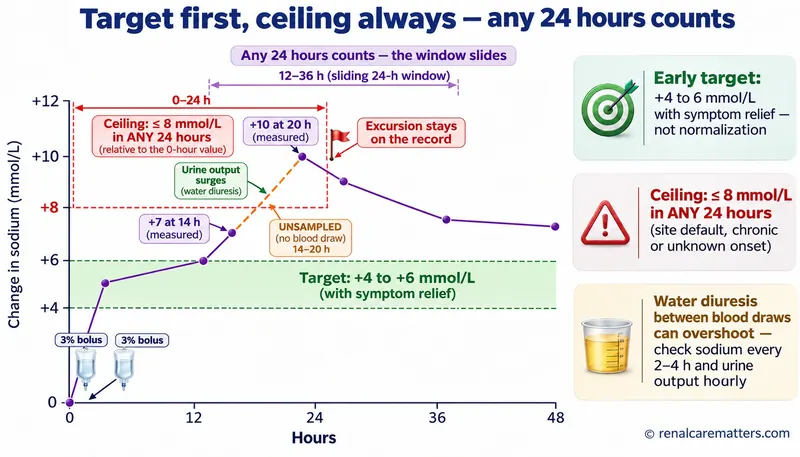 Target first, ceiling always — any 24 hours counts
Any 24 hours counts — the window slides
12–36 h (sliding 24-h window)
0–24 h
Ceiling: ≤ 8 mmol/L
in ANY 24 hours
(relative to the 0-hour value)
+10 at 20 h
(measured)
Excursion stays
on the record
Urine output
surges
(water diuresis)
+7 at 14 h
(measured)
UNSAMPLED
(no blood draw)
14–20 h
Target: +4 to +6 mmol/L
(with symptom relief)
3% bolus
3% bolus
Change in sodium (mmol/L)
+12
+10
+8
+6
+4
0
0
12
24
36
48
Hours
Early target:
+4 to 6 mmol/L
with symptom relief —
not normalization
Ceiling: ≤ 8 mmol/L
in ANY 24 hours
(site default, chronic
or unknown onset)
Water diuresis
between blood draws
can overshoot —
check sodium every
2–4 h and urine
output hourly
© renalcarematters.com